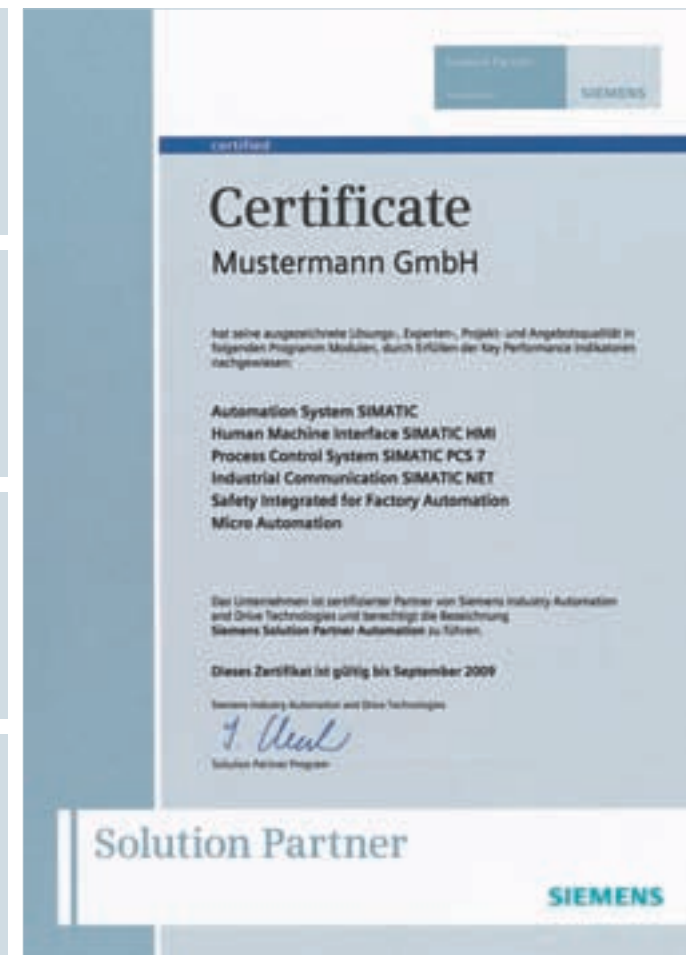 Solution Partner
SIEMENS
certified
Certificate
Mustermann GmbH
hat seine ausgezeichnete Lösungs-, Experten-, Projekt- und Angebotsqualität in
folgenden Programm Modulen, durch Erfüllen der Key Performance Indikatoren
nachgewiesen:
Automation System SIMATIC
Human Machine Interface SIMATIC HMI
Process Control System SIMATIC PCS 7
Industrial Communication SIMATIC NET
Safety Integrated for Factory Automation
Micro Automation
Das Unternehmen ist zertifizierter Partner von Siemens Industry Automation
and Drive Technologies und berechtigt die Bezeichnung
Siemens Solution Partner Automation zu führen.
Dieses Zertifikat ist gültig bis September 2009
Siemens Industry Automation and Drive Technologies
Solution Partner Program
Solution Partner
SIEMENS